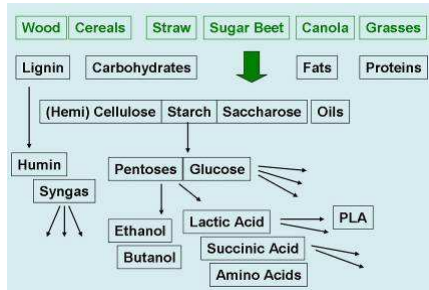 Wood Cereals Straw Sugar Beet Canola Grasses
Lignin Carbohydrates Fats Proteins
(Hemi) Cellulose Starch Saccharose Oils
Humin
Syngas
Pentoses Glucose
Ethanol
Butanol
Lactic Acid
PLA
Succinic Acid
Amino Acids